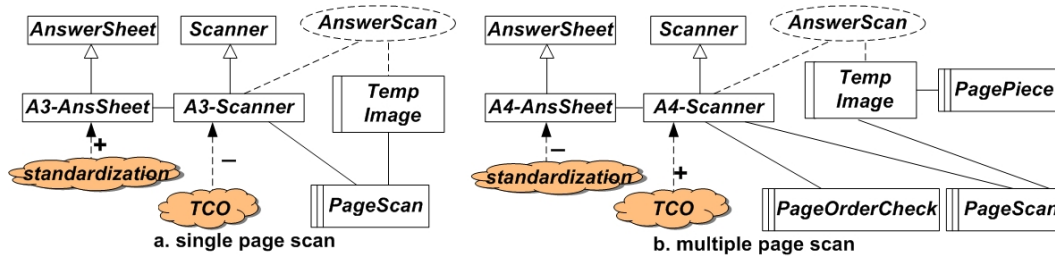 AnswerSheet
Scanner
AnswerScan
A3-AnsSheet
A3-Scanner
Temp
Image
+
–
standardization
TCO
PageScan
a. single page scan
AnswerSheet
Scanner
AnswerScan
A4-AnsSheet
A4-Scanner
Temp
Image
PagePiece
–
+
standardization
TCO
PageOrderCheck
PageScan
b. multiple page scan